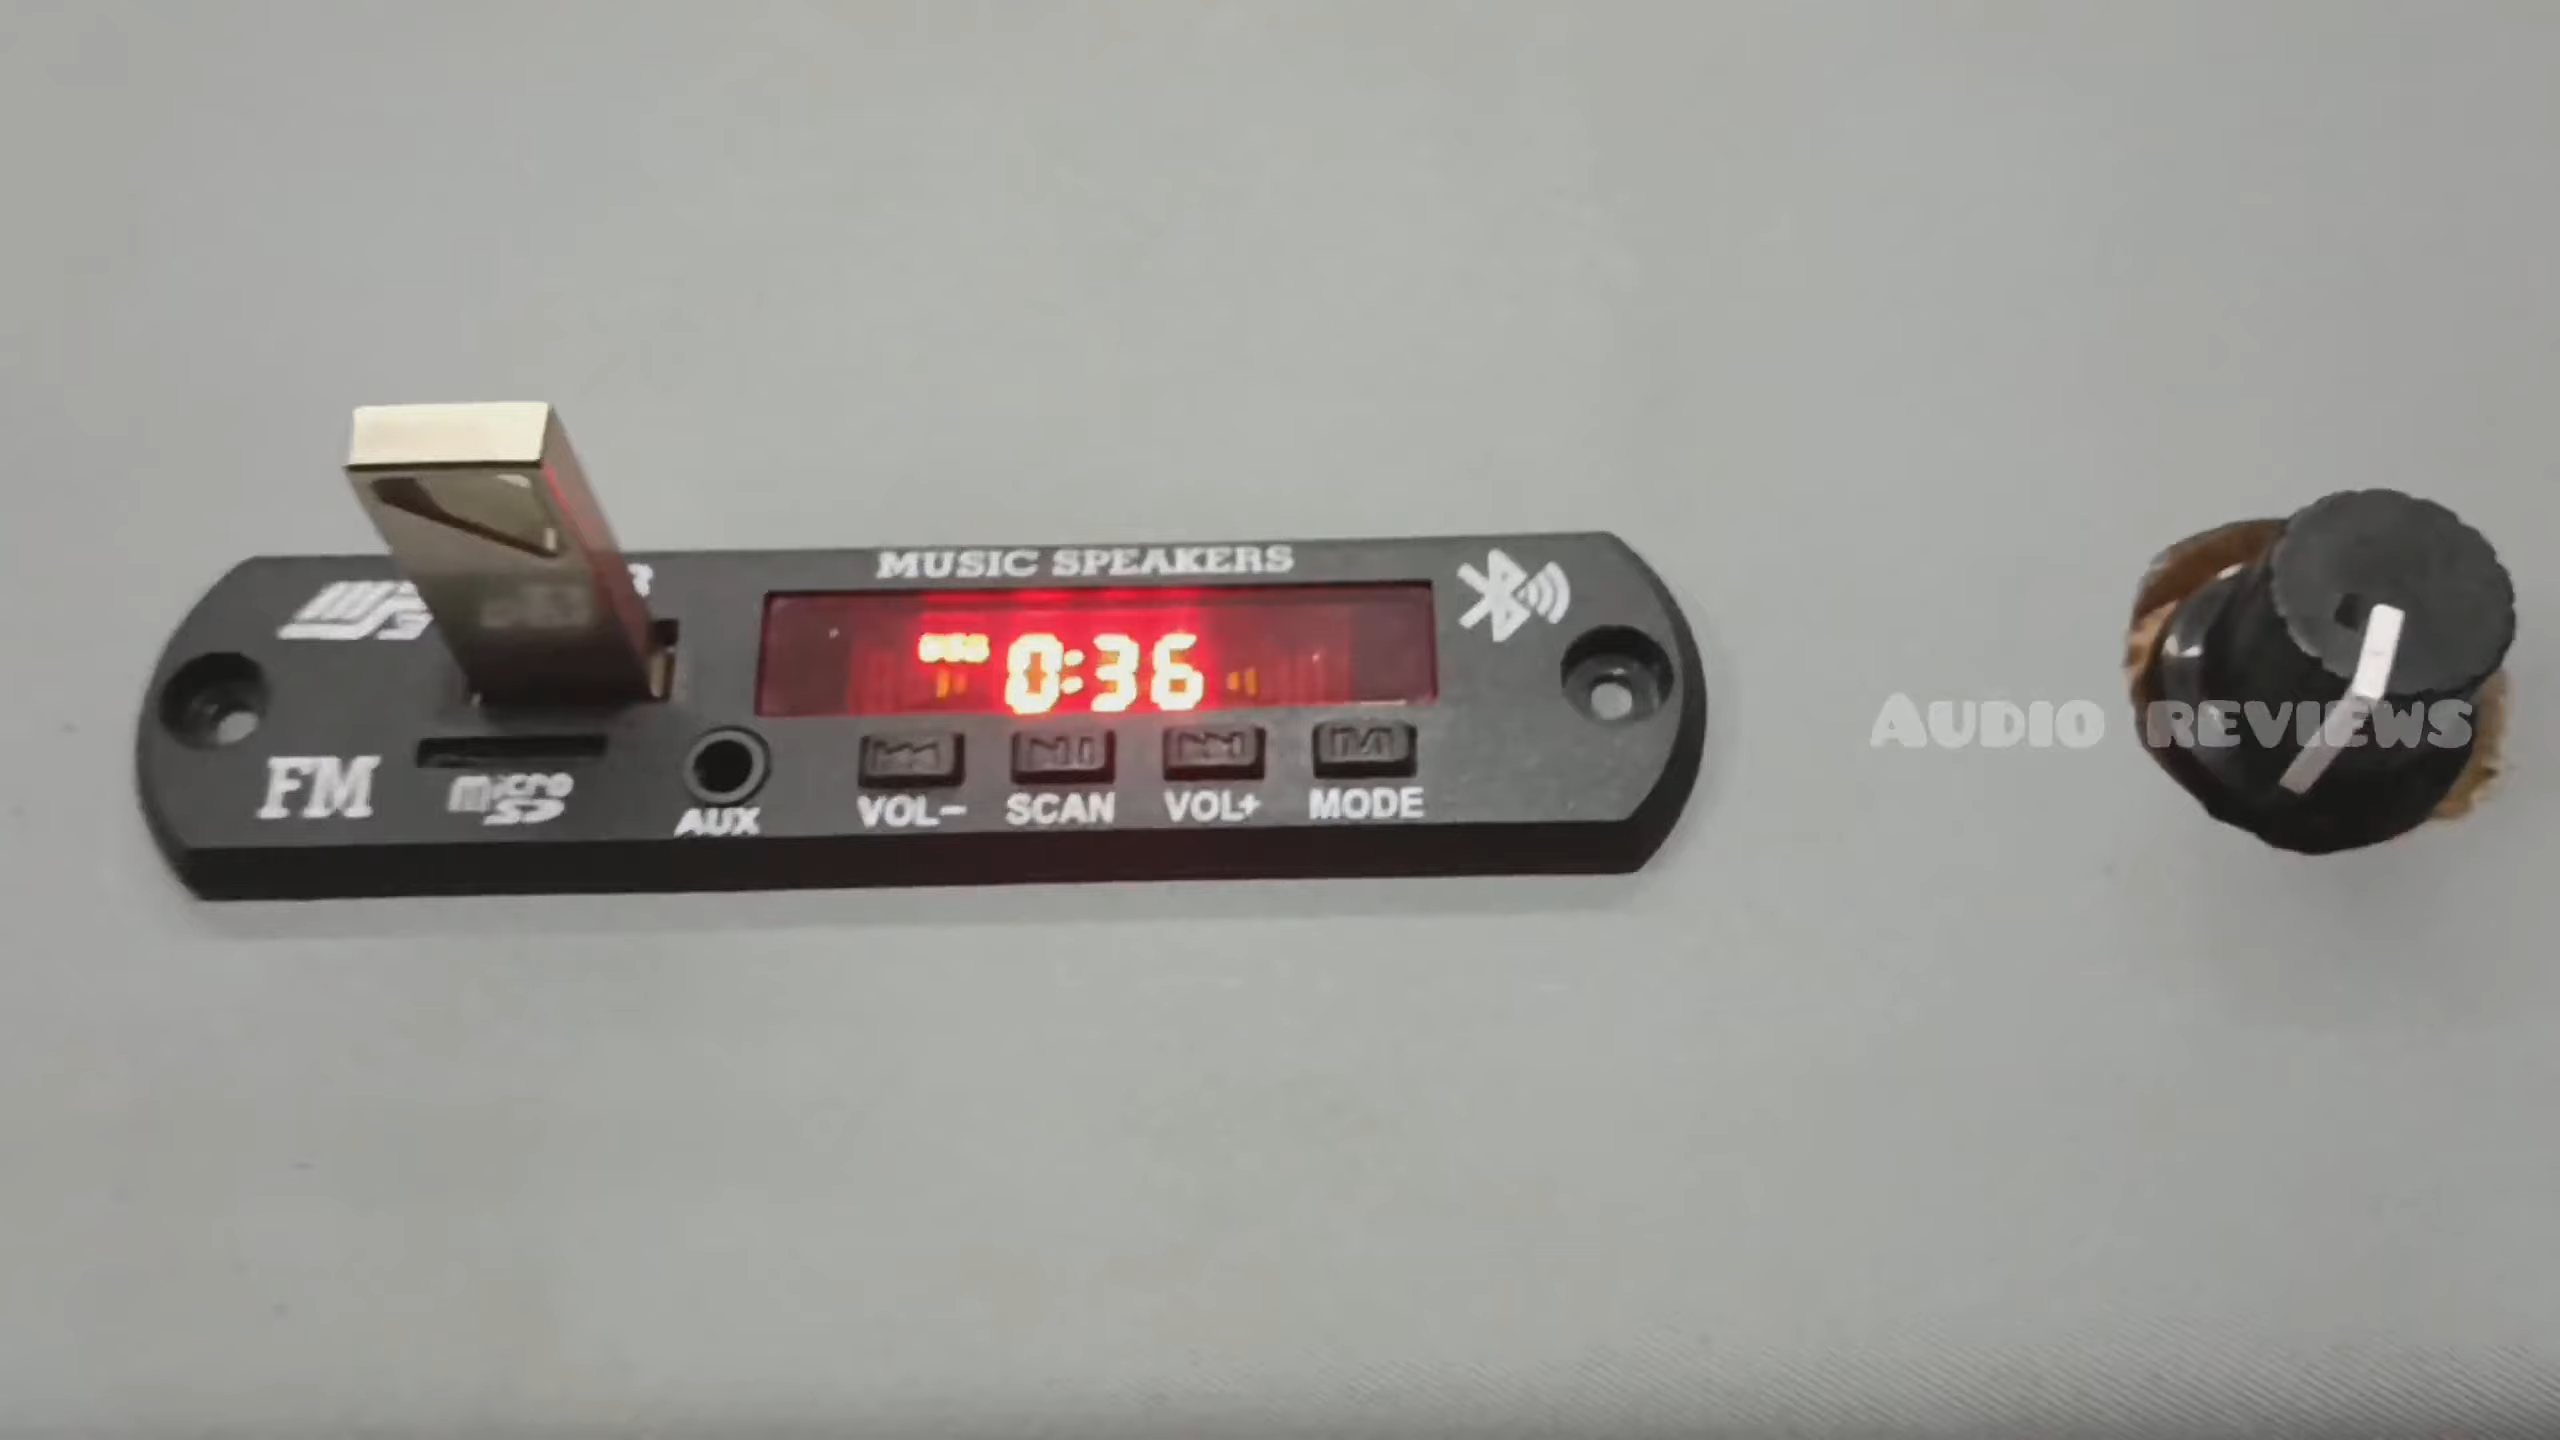 MUSIC SPEAKERS
0:36
FM
micro
SD
AUX
VOL-
SCAN
VOL+
MODE
AUDIO REVIEWS